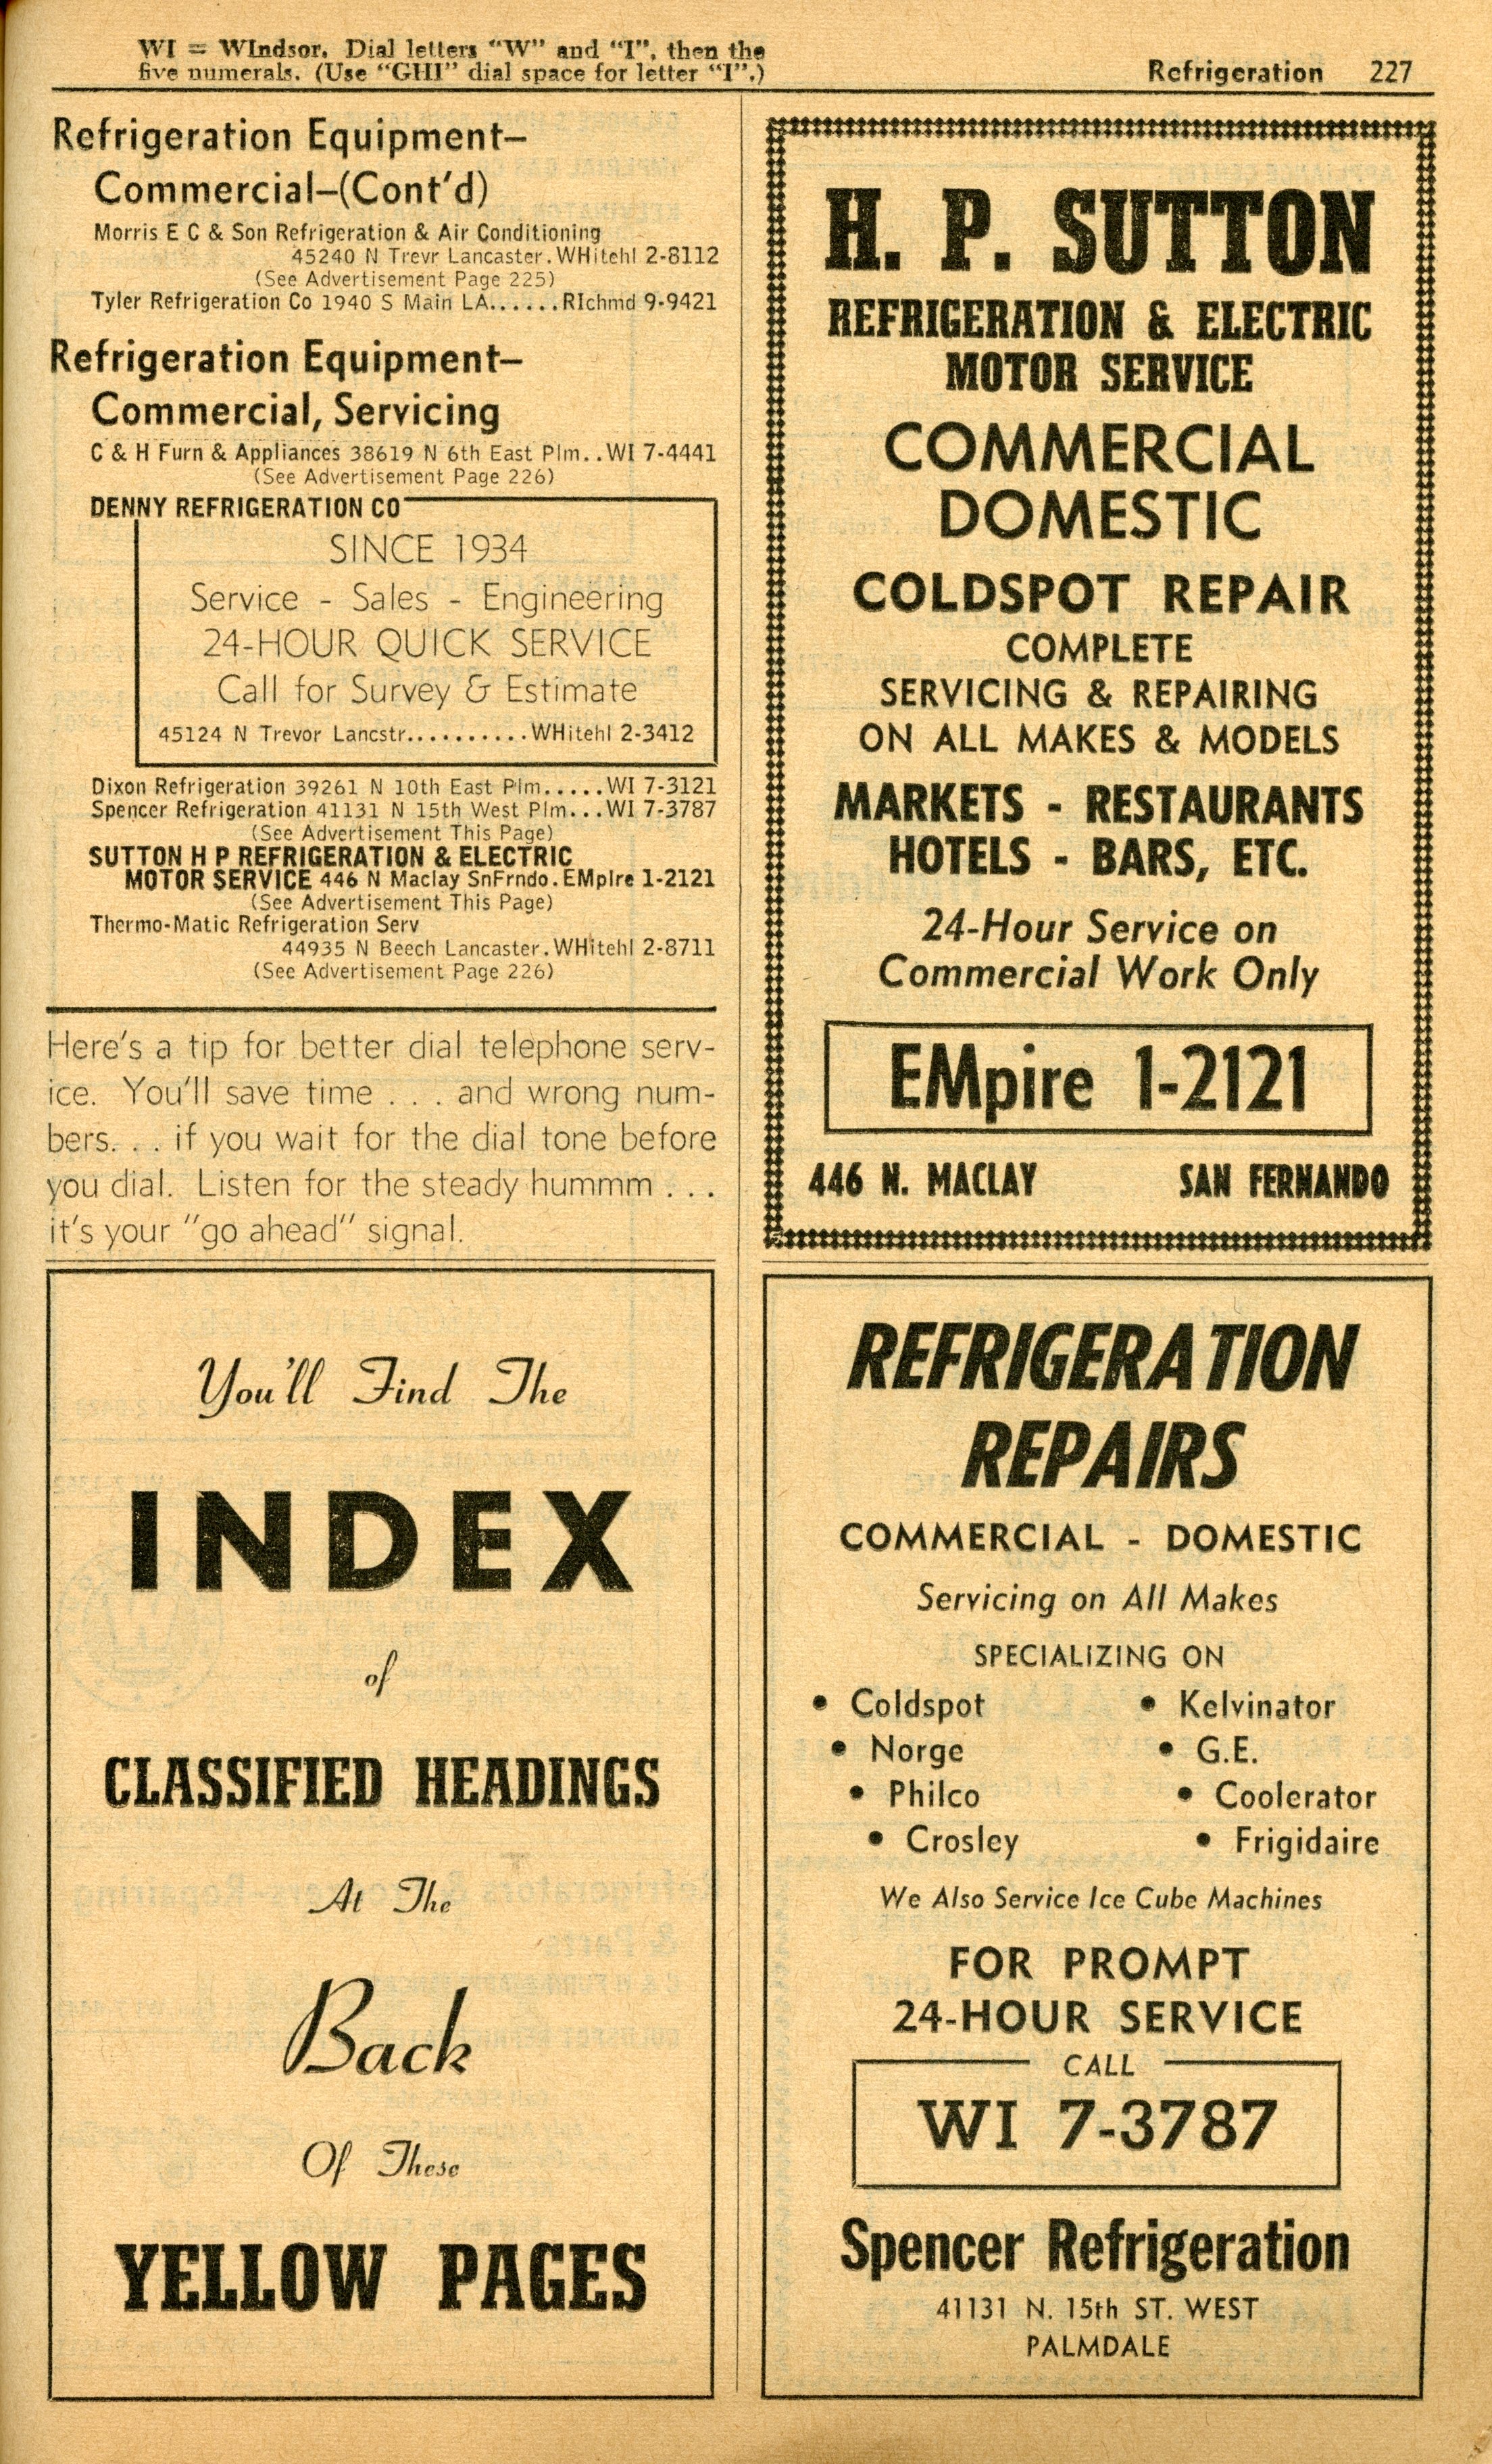 WI = WIndsor. Dial letters "W" and "I", then the
five numerals. (Use "GHI" dial space for letter "I".)
Refrigeration 227
Refrigeration Equipment–
Commercial–(Cont'd)
Morris E C & Son Refrigeration & Air Conditioning
45240 N Trevr Lancaster.WHitehl 2-8112
(See Advertisement Page 225)
Tyler Refrigeration Co 1940 S Main LA......RIchmd 9-9421
Refrigeration Equipment–
Commercial, Servicing
C & H Furn & Appliances 38619 N 6th East Plm..WI 7-4441
(See Advertisement Page 226)
DENNY REFRIGERATION CO
SINCE 1934
Service - Sales - Engineering
24-HOUR QUICK SERVICE
Call for Survey & Estimate
45124 N Trevor Lancstr..........WHitehl 2-3412
Dixon Refrigeration 39261 N 10th East Plm.....WI 7-3121
Spencer Refrigeration 41131 N 15th West Plm...WI 7-3787
(See Advertisement This Page)
SUTTON H P REFRIGERATION & ELECTRIC
MOTOR SERVICE 446 N Maclay SnFrndo.EMpIre 1-2121
(See Advertisement This Page)
Thermo-Matic Refrigeration Serv
44935 N Beech Lancaster.WHitehl 2-8711
(See Advertisement Page 226)
Here's a tip for better dial telephone serv-
ice. You'll save time . . . and wrong num-
bers. . . if you wait for the dial tone before
you dial. Listen for the steady hummm . . .
it's your "go ahead" signal.
You'll Find The
INDEX
of
CLASSIFIED HEADINGS
At The
Back
Of These
YELLOW PAGES
H. P. SUTTON
REFRIGERATION & ELECTRIC
MOTOR SERVICE
COMMERCIAL
DOMESTIC
COLDSPOT REPAIR
COMPLETE
SERVICING & REPAIRING
ON ALL MAKES & MODELS
MARKETS - RESTAURANTS
HOTELS - BARS, ETC.
24-Hour Service on
Commercial Work Only
EMpire 1-2121
446 N. MACLAY SAN FERNANDO
REFRIGERATION
REPAIRS
COMMERCIAL - DOMESTIC
Servicing on All Makes
SPECIALIZING ON
• Coldspot • Kelvinator
• Norge • G.E.
• Philco • Coolerator
• Crosley • Frigidaire
We Also Service Ice Cube Machines
FOR PROMPT
24-HOUR SERVICE
CALL
WI 7-3787
Spencer Refrigeration
41131 N. 15th ST. WEST
PALMDALE